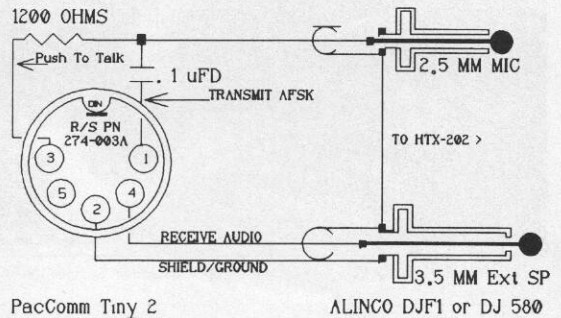 1200 OHMS
Push To Talk
.1 uFD
TRANSMIT AFSK
2.5 MM MIC
DIN
R/S PN
274-003A
TO HTX-202 >
3
1
5
4
2
RECEIVE AUDIO
SHIELD/GROUND
3.5 MM Ext SP
PacComm Tiny 2
ALINCO DJF1 or DJ 580